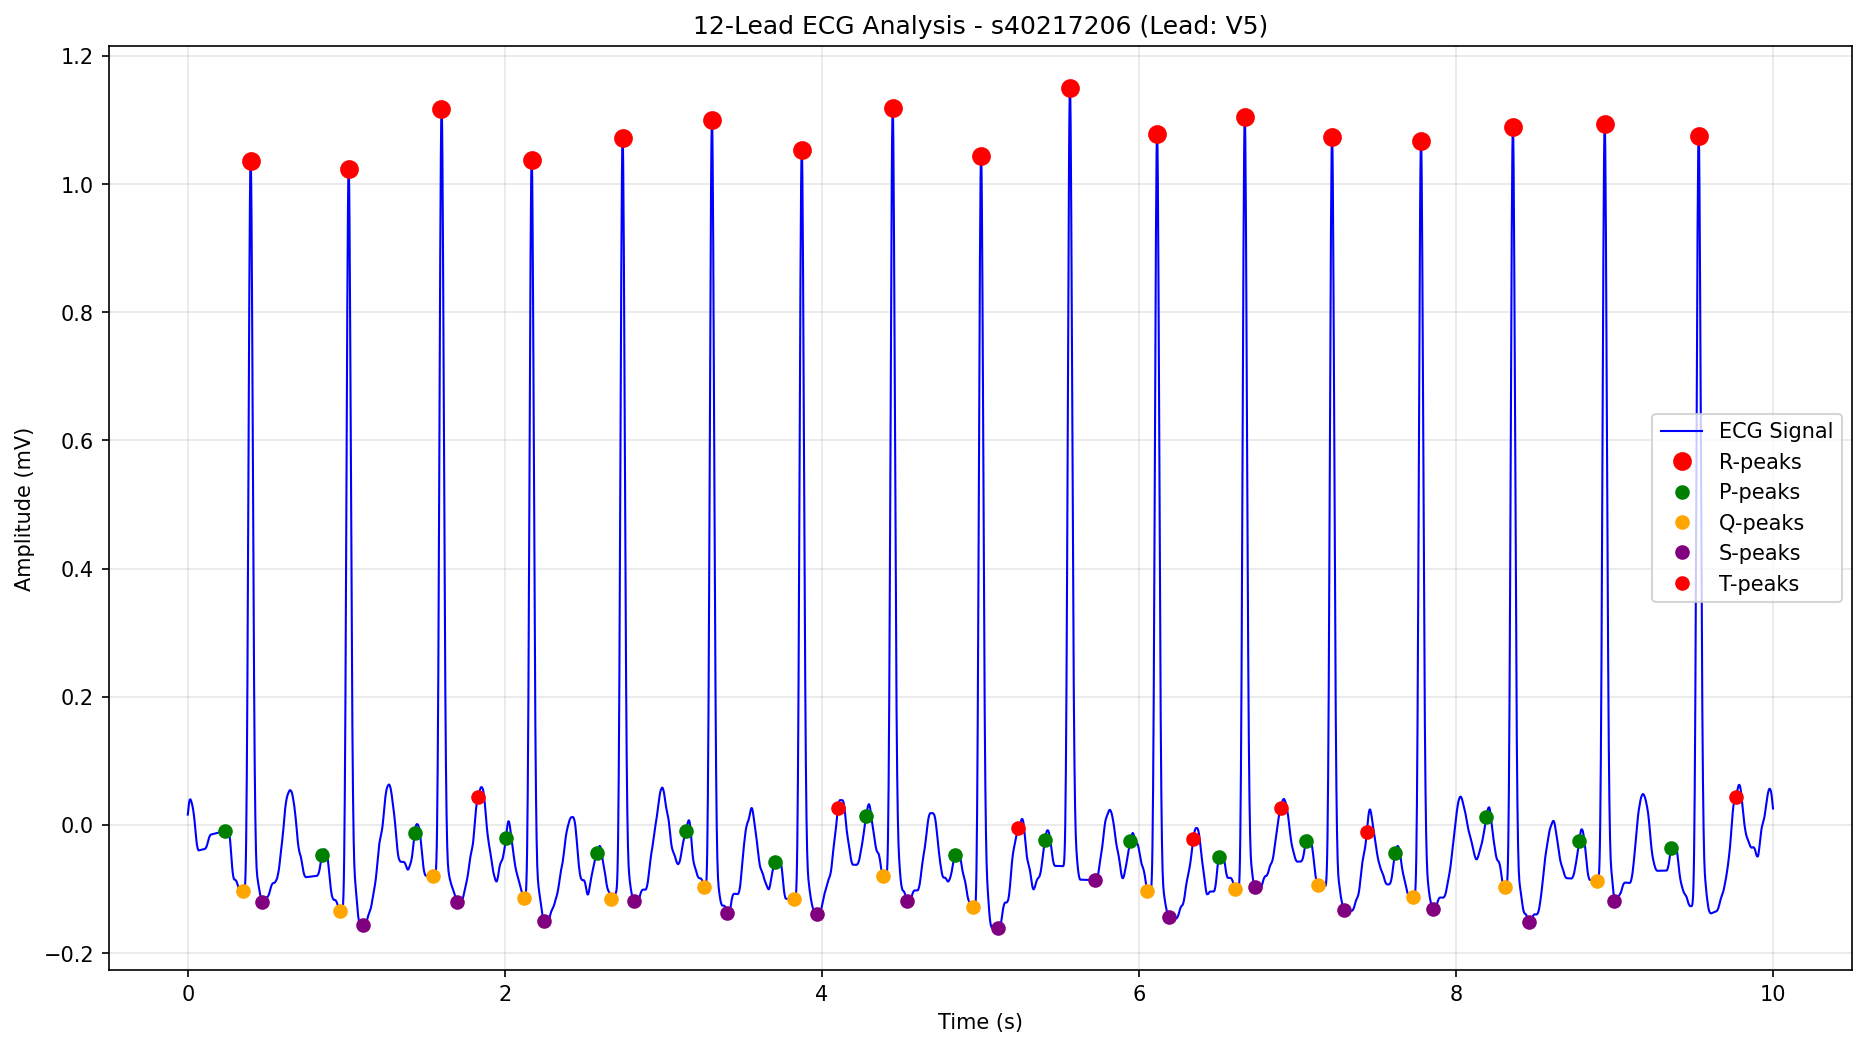 12-Lead ECG Analysis - s40217206 (Lead: V5)
Amplitude (mV)
1.2
1.0
0.8
0.6
0.4
0.2
0.0
−0.2
ECG Signal
R-peaks
P-peaks
Q-peaks
S-peaks
T-peaks
0 2 4 6 8 10
Time (s)